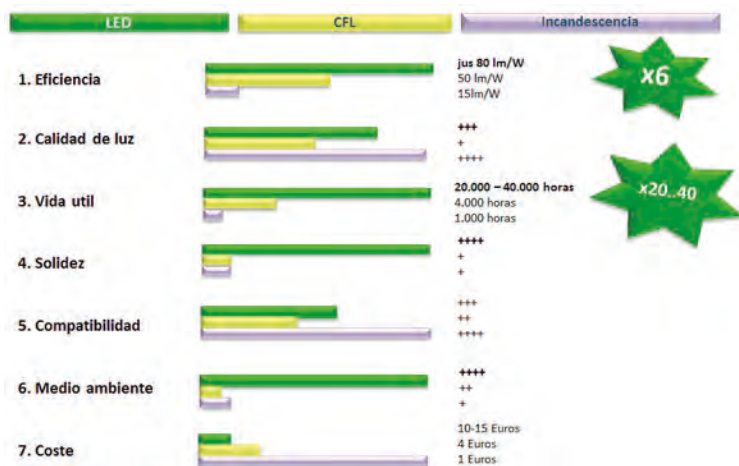 LED CFL Incandescencia
1. Eficiencia
jus 80 lm/W
50 lm/W
15lm/W
x6
2. Calidad de luz
+++
+
++++
3. Vida util
20.000 – 40.000 horas
4.000 horas
1.000 horas
x20..40
4. Solidez
++++
+
+
5. Compatibilidad
+++
++
++++
6. Medio ambiente
++++
++
+
7. Coste
10-15 Euros
4 Euros
1 Euros